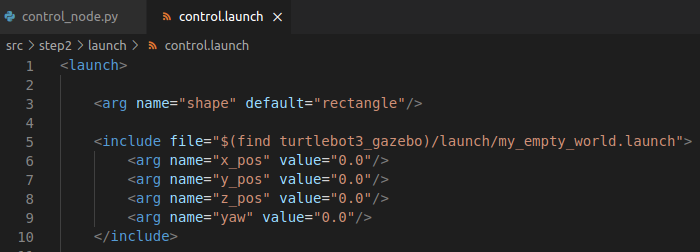 control_node.py control.launch ×
src > step2 > launch > control.launch
1 <launch>
2
3 <arg name="shape" default="rectangle"/>
4
5 <include file="$(find turtlebot3_gazebo)/launch/my_empty_world.launch">
6 <arg name="x_pos" value="0.0"/>
7 <arg name="y_pos" value="0.0"/>
8 <arg name="z_pos" value="0.0"/>
9 <arg name="yaw" value="0.0"/>
10 </include>